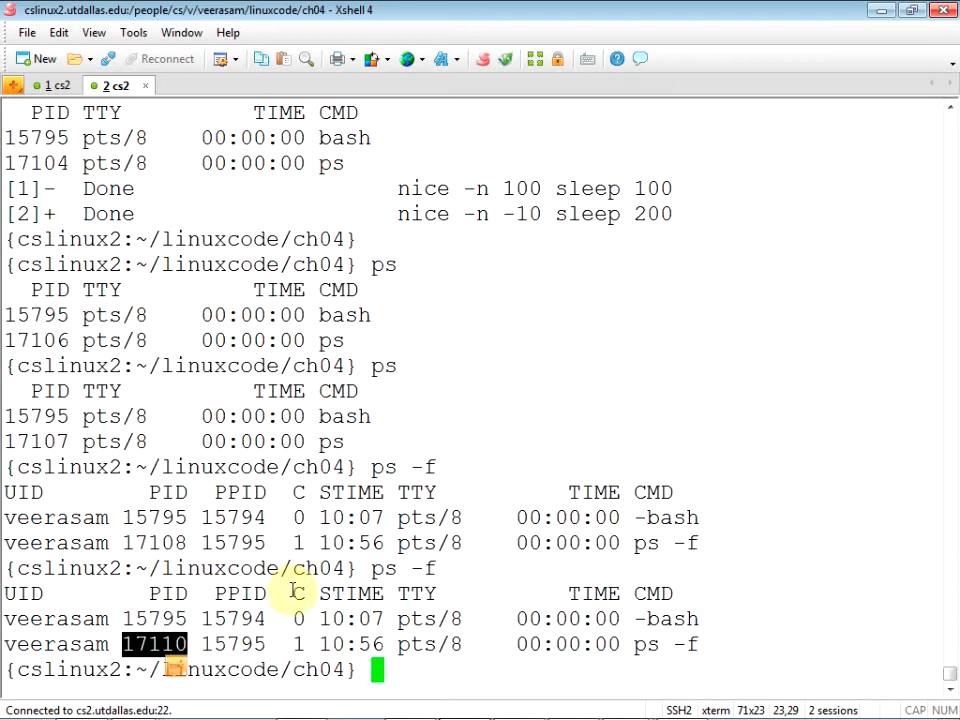 cslinux2.utdallas.edu:/people/cs/v/veerasam/linuxcode/ch04 - Xshell 4
File Edit View Tools Window Help
New Reconnect
1 cs2 2 cs2
PID TTY TIME CMD
15795 pts/8 00:00:00 bash
17104 pts/8 00:00:00 ps
[1]- Done nice -n 100 sleep 100
[2]+ Done nice -n -10 sleep 200
{cslinux2:~/linuxcode/ch04}
{cslinux2:~/linuxcode/ch04} ps
PID TTY TIME CMD
15795 pts/8 00:00:00 bash
17106 pts/8 00:00:00 ps
{cslinux2:~/linuxcode/ch04} ps
PID TTY TIME CMD
15795 pts/8 00:00:00 bash
17107 pts/8 00:00:00 ps
{cslinux2:~/linuxcode/ch04} ps -f
UID PID PPID C STIME TTY TIME CMD
veerasam 15795 15794 0 10:07 pts/8 00:00:00 -bash
veerasam 17108 15795 1 10:56 pts/8 00:00:00 ps -f
{cslinux2:~/linuxcode/ch04} ps -f
UID PID PPID C STIME TTY TIME CMD
veerasam 15795 15794 0 10:07 pts/8 00:00:00 -bash
veerasam 17110 15795 1 10:56 pts/8 00:00:00 ps -f
{cslinux2:~/linuxcode/ch04}
Connected to cs2.utdallas.edu:22. SSH2 xterm 71x23 23,29 2 sessions CAP NUM